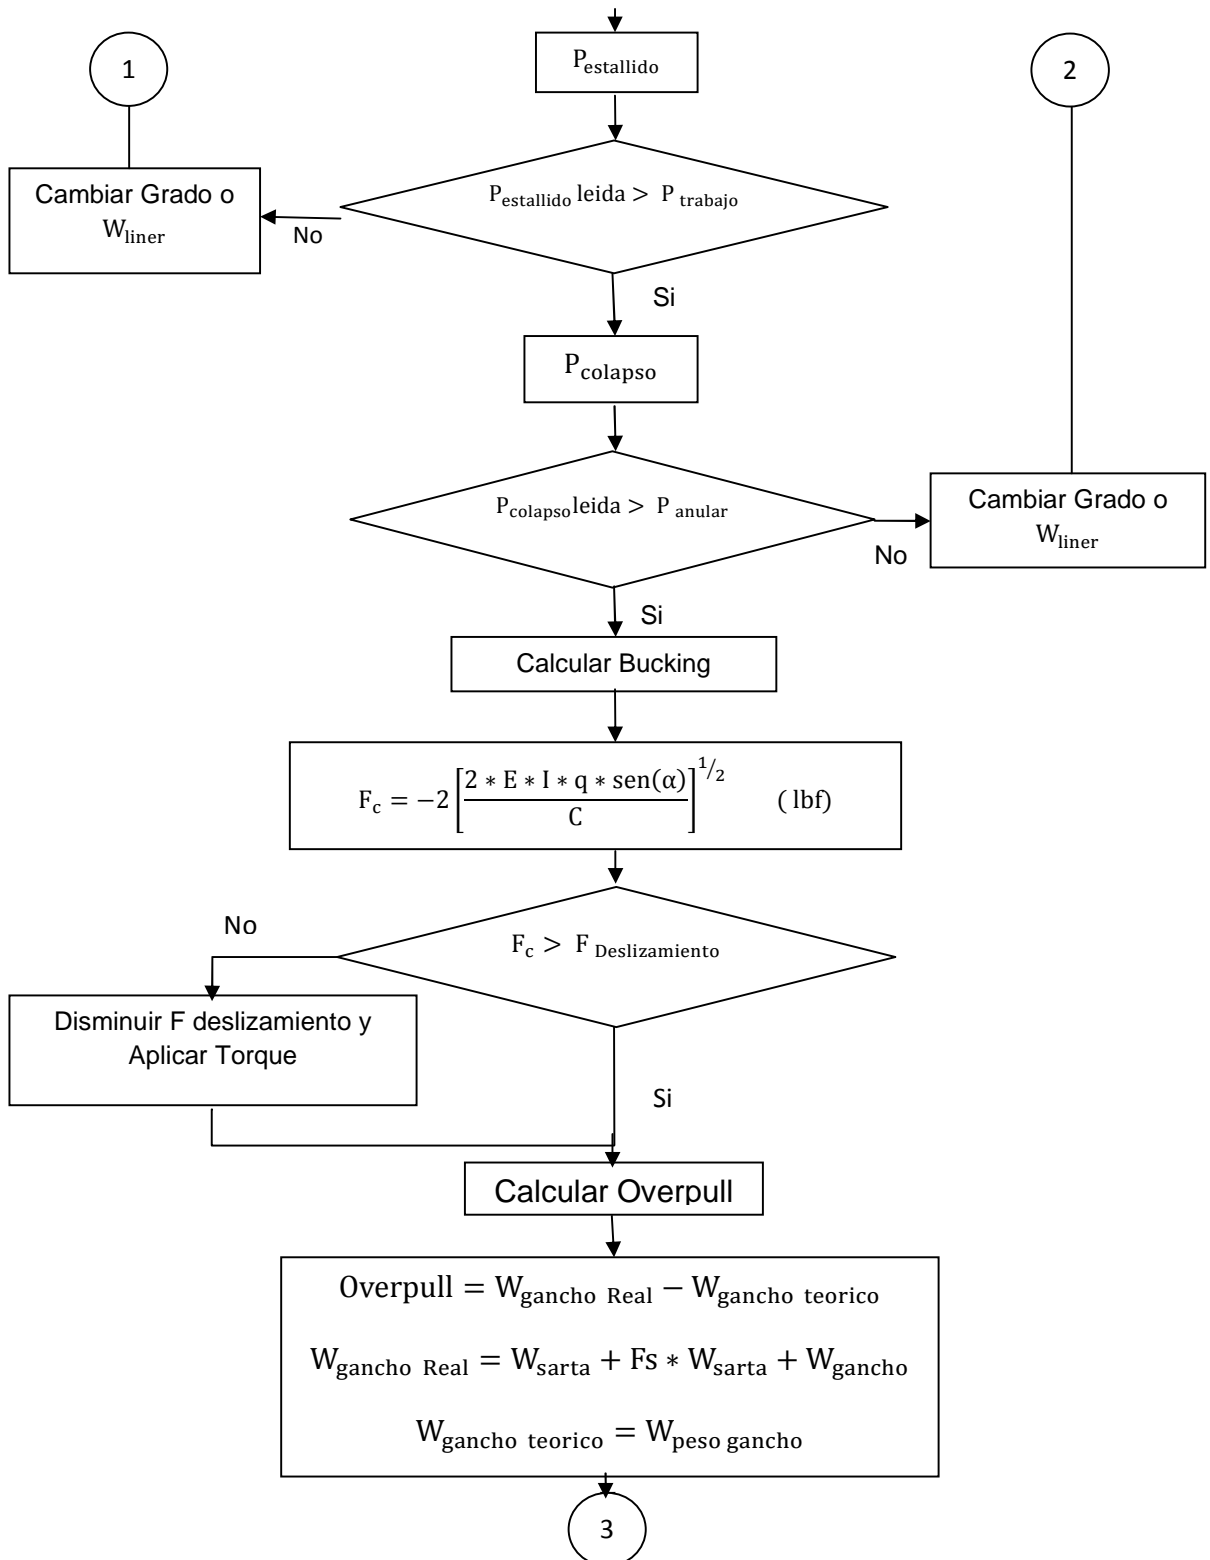 1
P_estallido
2
Cambiar Grado o
W_liner
P_estallido leida > P_trabajo
No
Si
P_colapso
P_colapso leida > P_anular
Cambiar Grado o
W_liner
No
Si
Calcular Bucking
F_c = −2 [2 ∗ E ∗ I ∗ q ∗ sen(α) / C]^1/2 ( lbf)
No
F_c > F_Deslizamiento
Disminuir F deslizamiento y
Aplicar Torque
Si
Calcular Overpull
Overpull = W_gancho Real − W_gancho teorico
W_gancho Real = W_sarta + Fs ∗ W_sarta + W_gancho
W_gancho teorico = W_peso gancho
3